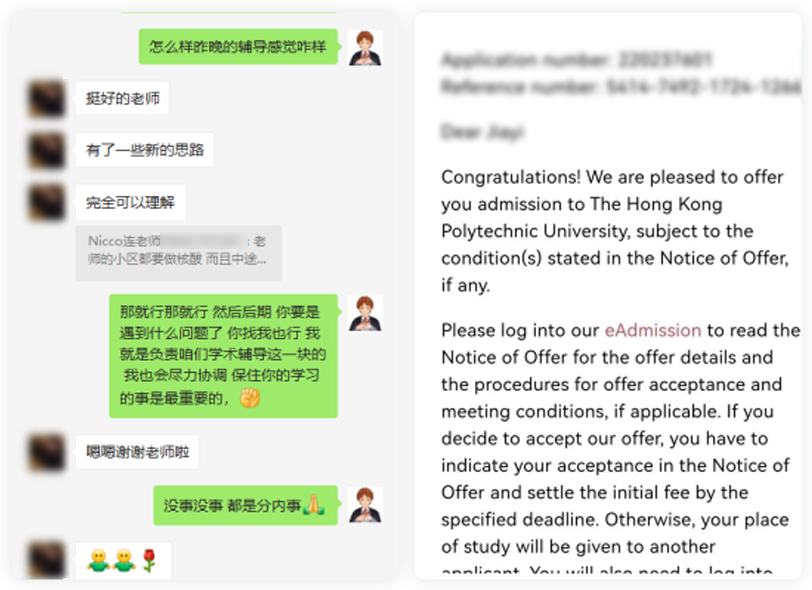 怎么样昨晚的辅导感觉咋样
挺好的老师
有了一些新的思路
完全可以理解
Nicco连老师 : 老
师的小区都要做核酸 而且中途...
那就行那就行 然后后期 你要是
遇到什么问题了 你找我也行 我
就是负责咱们学术辅导这一块的
我也会尽力协调 保住你的学习
的事是最重要的，✊
嗯嗯谢谢老师啦
没事没事 都是分内事🙏
Application number: 220237601
Dear Jiayi
Congratulations! We are pleased to offer
you admission to The Hong Kong
Polytechnic University, subject to the
condition(s) stated in the Notice of Offer,
if any.
Please log into our eAdmission to read the
Notice of Offer for the offer details and
the procedures for offer acceptance and
meeting conditions, if applicable. If you
decide to accept our offer, you have to
indicate your acceptance in the Notice of
Offer and settle the initial fee by the
specified deadline. Otherwise, your place
of study will be given to another
applicant. You will also need to log into